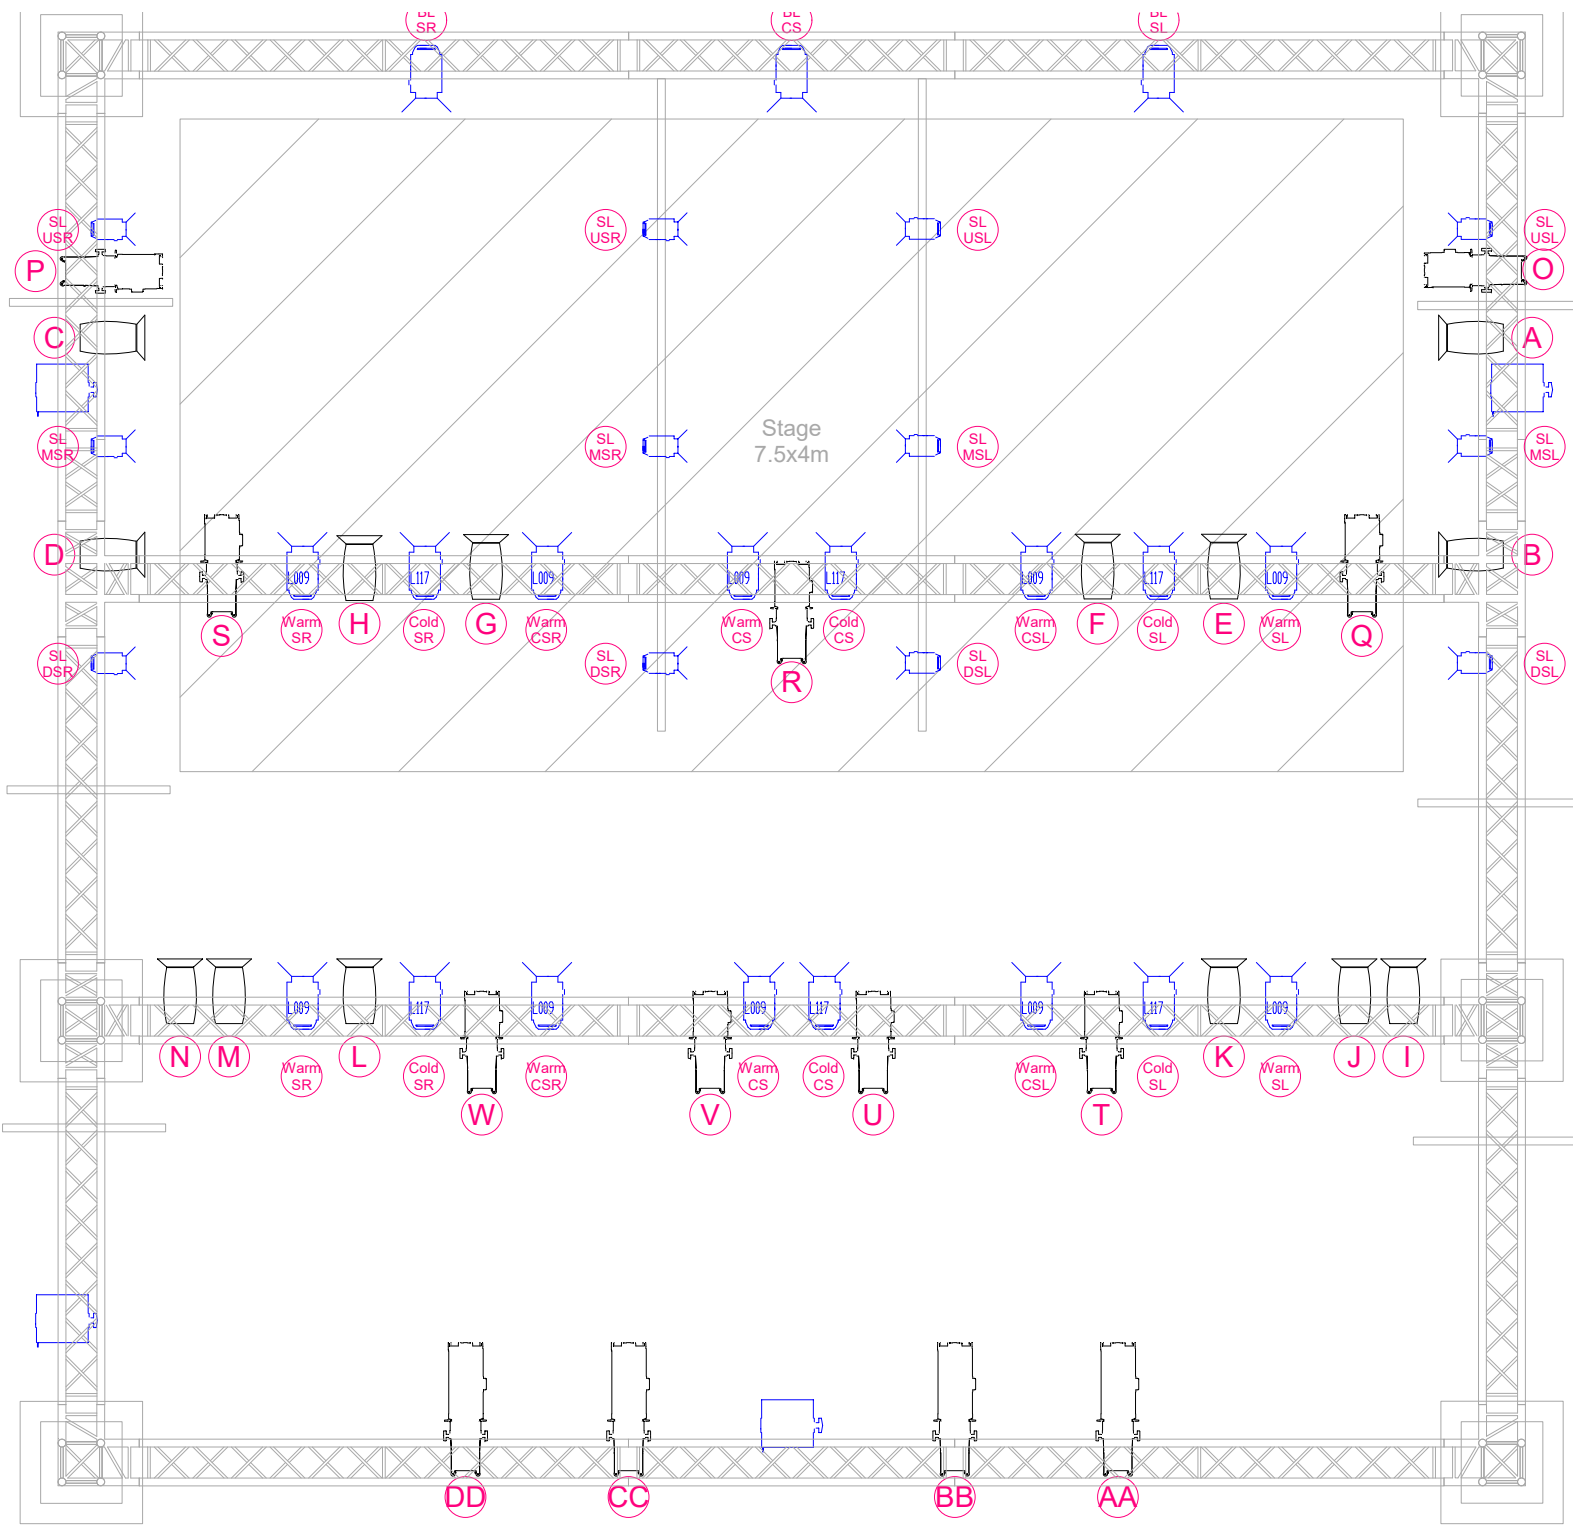 BL
SR
BL
CS
BL
SL
SL
USR
SL
USR
SL
USL
SL
USL
P
O
C
A
Stage
7.5x4m
SL
MSR
SL
MSR
SL
MSL
SL
MSL
D
B
L009
L117
L009
L009
L117
L009
L117
L009
S
Warm
SR
H
Cold
SR
G
Warm
CSR
Warm
CS
R
Cold
CS
Warm
CSL
F
Cold
SL
E
Warm
SL
Q
SL
DSR
SL
DSR
SL
DSL
SL
DSL
L009
L117
L009
L009
L117
L009
L117
L009
N
M
Warm
SR
L
Cold
SR
W
Warm
CSR
V
Warm
CS
Cold
CS
U
Warm
CSL
T
Cold
SL
K
Warm
SL
J
I
DD
CC
BB
AA